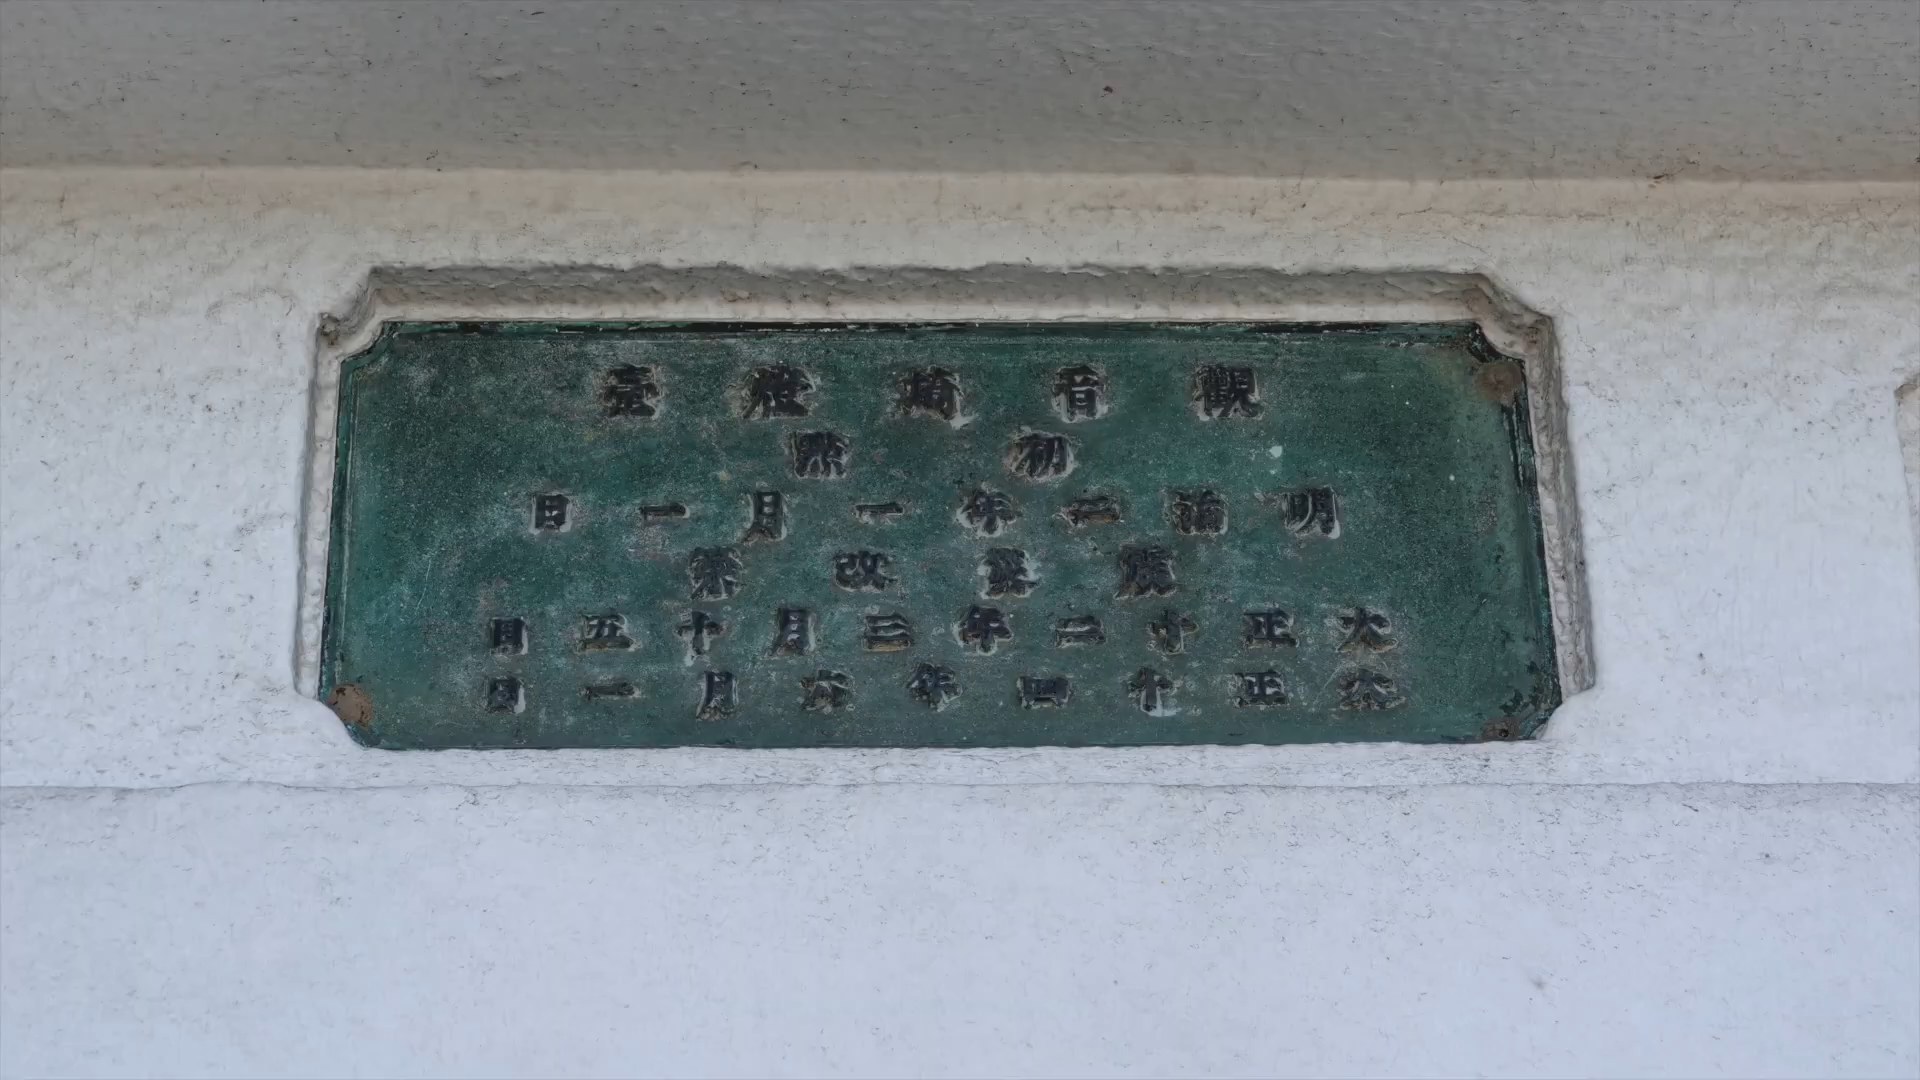 觀音埼燈臺
初點
明治二年一月一日
震災改築
大正十二年三月十五日
大正十四年六月一日